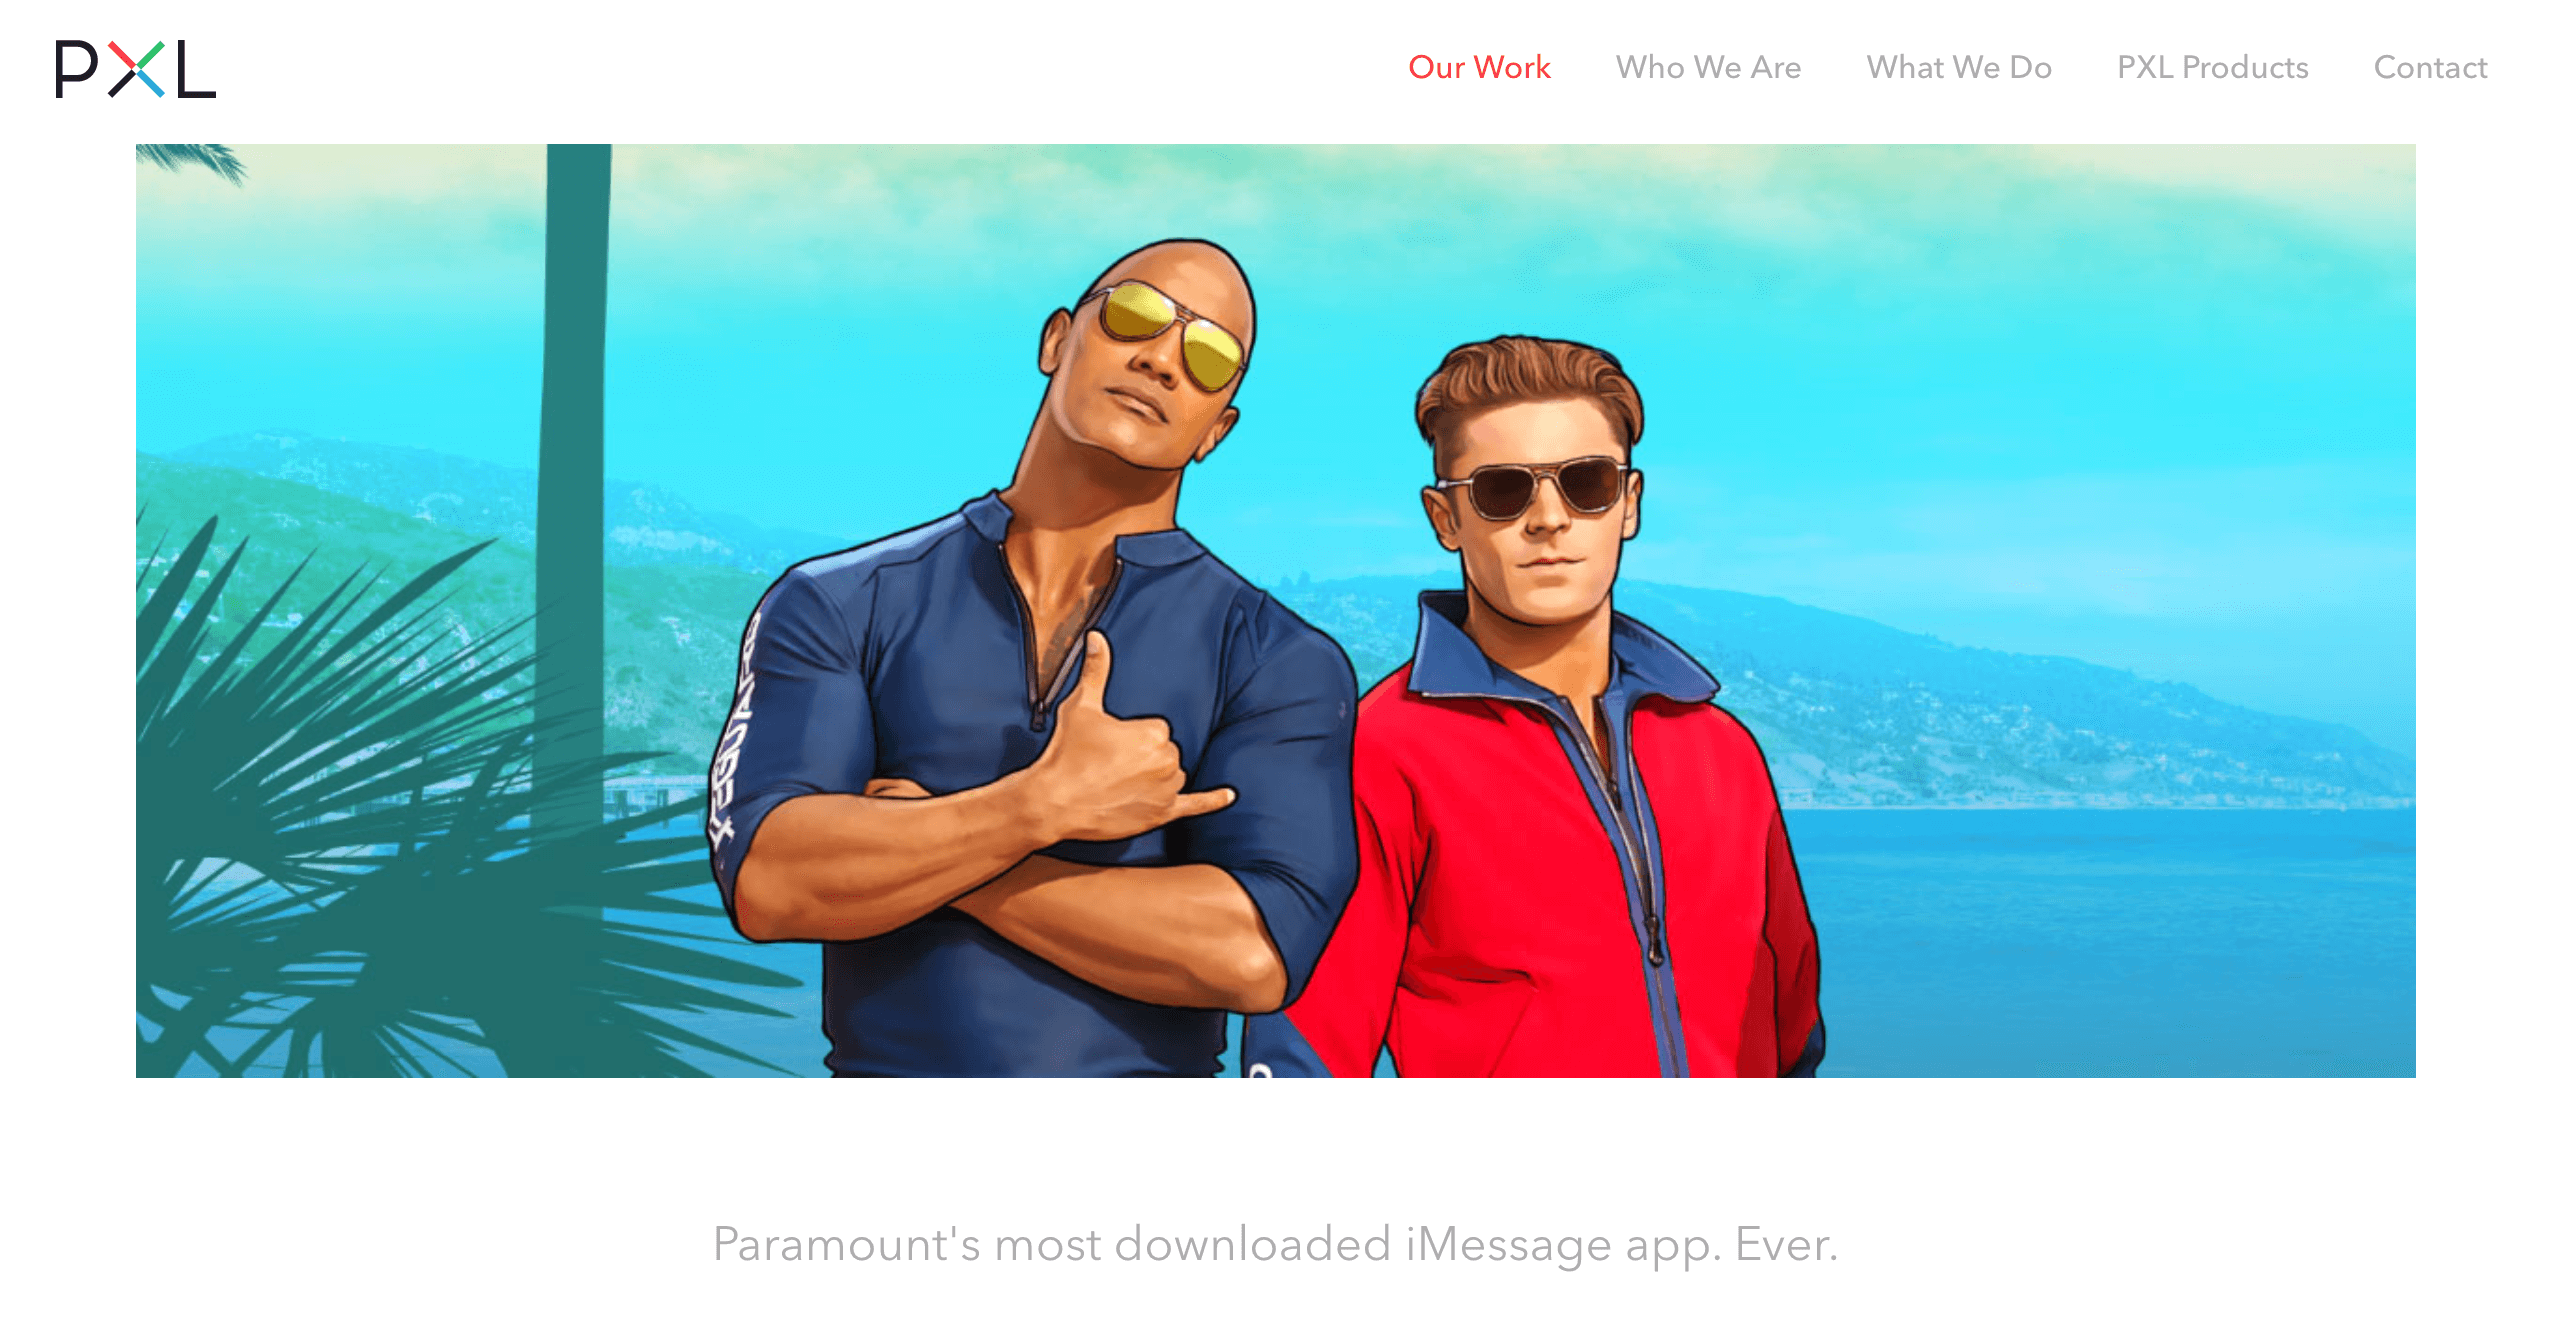 PXL
Our Work
Who We Are
What We Do
PXL Products
Contact
Paramount's most downloaded iMessage app. Ever.